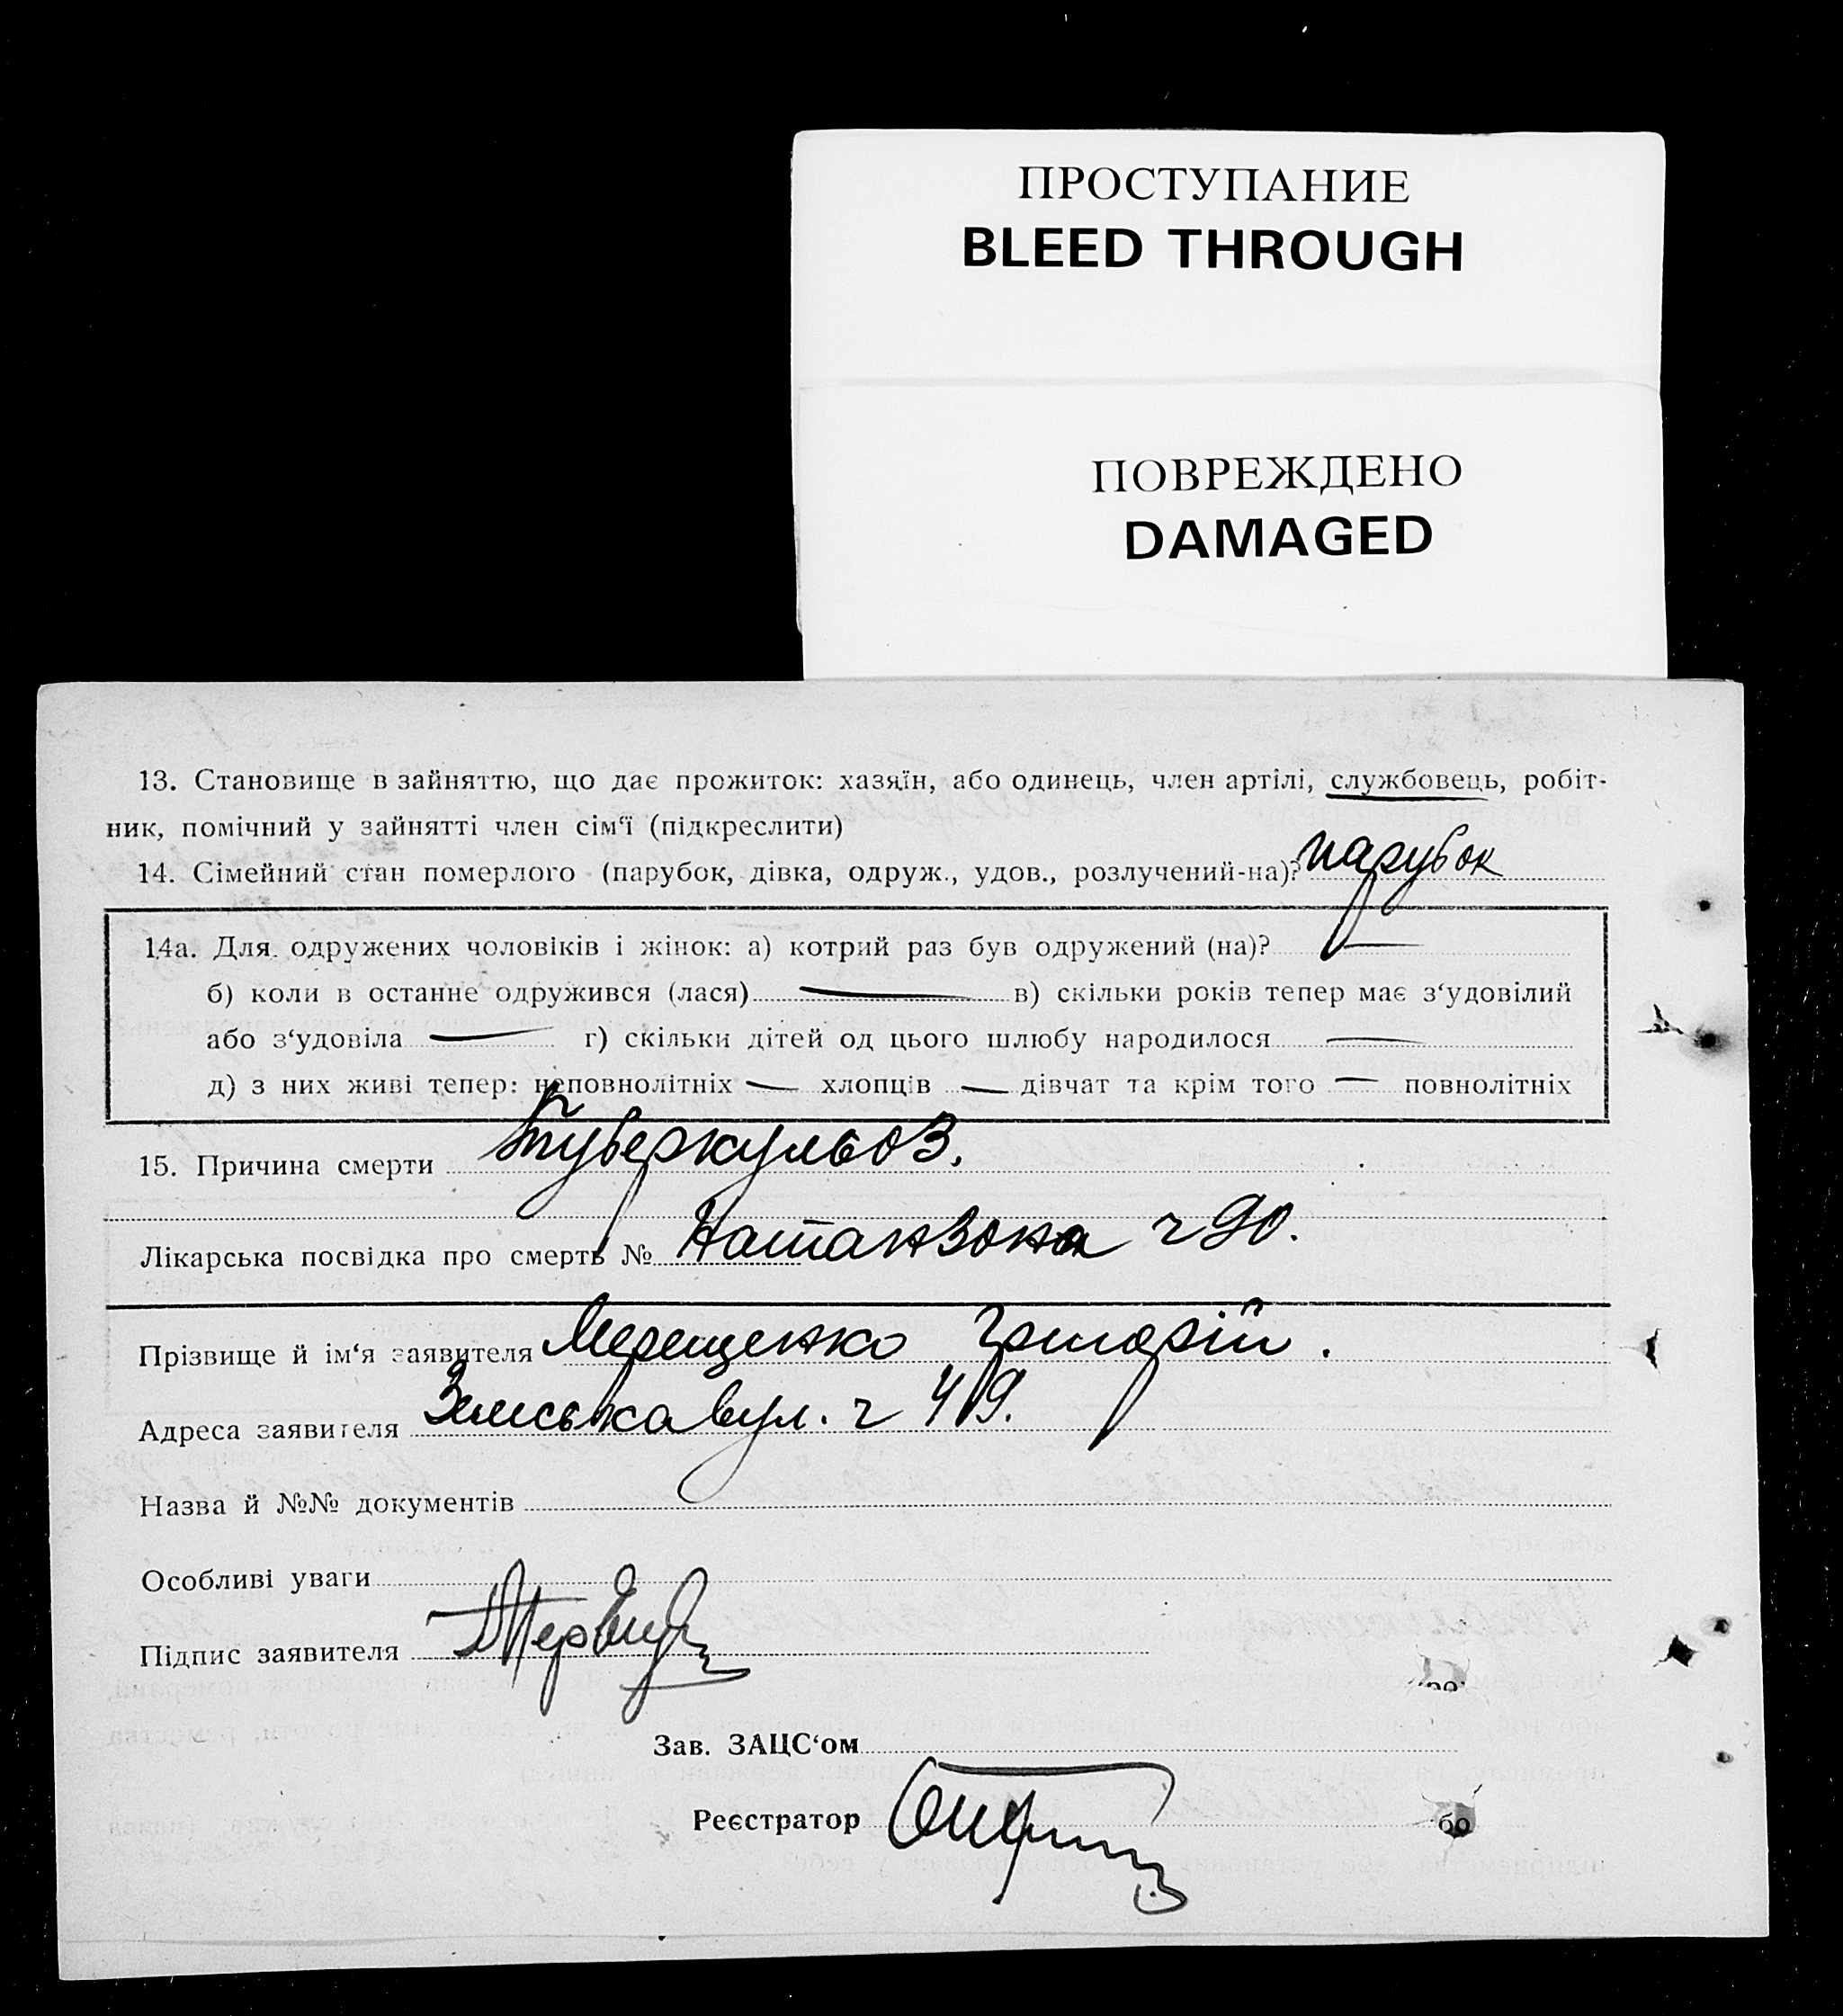 ПРОСТУПАНИЕ
BLEED THROUGH
ПОВРЕЖДЕНО
DAMAGED
13. Становище в зайняттю, що дає прожиток: хазяїн, або одинець, член артілі, службовець, робіт-
ник, помічний у зайнятті член сім‘ї (підкреслити)
14. Сімейний стан померлого (парубок, дівка, одруж., удов., розлучений-на)? парубок
14а. Для одружених чоловіків і жінок: а) котрий раз був одружений (на)? —
б) коли в останнє одружився (лася) — в) скільки років тепер має з‘удовілий
або з‘удовіла — г) скільки дітей од цього шлюбу народилося —
д) з них живі тепер: неповнолітніх — хлопців — дівчат та крім того — повнолітніх
15. Причина смерти Туберкульоз.
Лікарська посвідка про смерть № Натанзона ч 90.
Прізвище й ім‘я заявителя Мерещенко Григорій.
Адреса заявителя Земська вул. ч 49.
Назва й №№ документів
Особливі уваги
Підпис заявителя
Зав. ЗАЦС‘ом
Реєстратор
бо